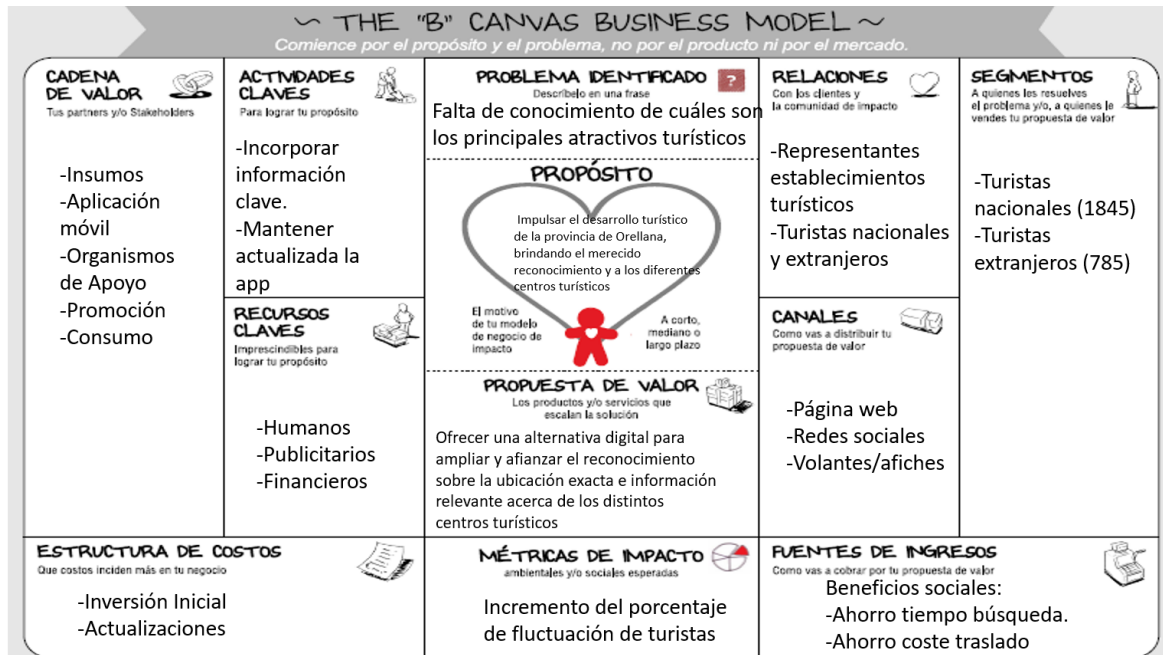 ~ THE "B" CANVAS BUSINESS MODEL ~
Comience por el propósito y el problema, no por el producto ni por el mercado.
CADENA
DE VALOR
Tus partners y/o Stakeholders
-Insumos
-Aplicación
móvil
-Organismos
de Apoyo
-Promoción
-Consumo
ACTIVIDADES
CLAVES
Para lograr tu propósito
-Incorporar
información
clave.
-Mantener
actualizada la
app
RECURSOS
CLAVES
Imprescindibles para
lograr tu propósito
-Humanos
-Publicitarios
-Financieros
PROBLEMA IDENTIFICADO
?
Descríbelo en una frase
Falta de conocimiento de cuáles son
los principales atractivos turísticos
PROPÓSITO
Impulsar el desarrollo turístico
de la provincia de Orellana,
brindando el merecido
reconocimiento y a los diferentes
centros turísticos
El motivo
de tu modelo
de negocio de
impacto
A corto,
mediano o
largo plazo
PROPUESTA DE VALOR
Los productos y/o servicios que
escalan la solución
Ofrecer una alternativa digital para
ampliar y afianzar el reconocimiento
sobre la ubicación exacta e información
relevante acerca de los distintos
centros turísticos
RELACIONES
Con los clientes y
la comunidad de impacto
-Representantes
establecimientos
turísticos
-Turistas nacionales
y extranjeros
CANALES
Como vas a distribuir tu
propuesta de valor
-Página web
-Redes sociales
-Volantes/afiches
SEGMENTOS
A quienes les resuelves
el problema y/o, a quienes le
vendes tu propuesta de valor
-Turistas
nacionales (1845)
-Turistas
extranjeros (785)
ESTRUCTURA DE COSTOS
Que costos inciden más en tu negocio
-Inversión Inicial
-Actualizaciones
MÉTRICAS DE IMPACTO
ambientales y/o sociales esperadas
Incremento del porcentaje
de fluctuación de turistas
FUENTES DE INGRESOS
Como vas a cobrar por tu propuesta de valor
Beneficios sociales:
-Ahorro tiempo búsqueda.
-Ahorro coste traslado